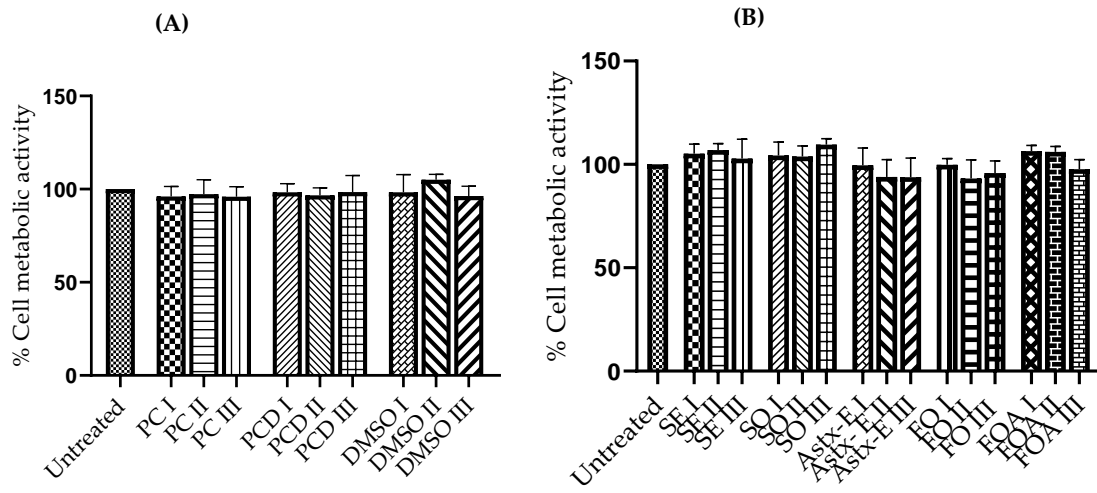 (A)
% Cell metabolic activity
150
100
50
0
Untreated
PC I
PC II
PC III
PCD I
PCD II
PCD III
DMSO I
DMSO II
DMSO III
(B)
% Cell metabolic activity
150
100
50
0
Untreated
SE I
SE II
SE III
SO I
SO II
SO III
Astx-E I
Astx- E II
Astx-E III
FO I
FO II
FO III
FOA I
FOA II
FOA III